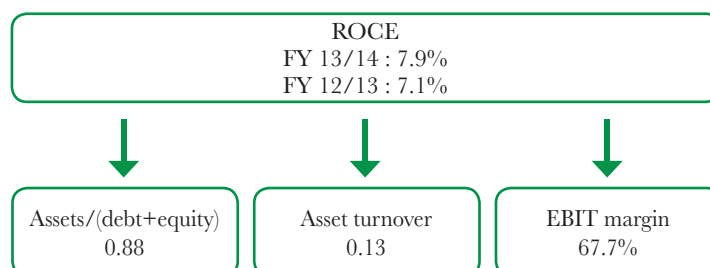 ROCE
FY 13/14 : 7.9%
FY 12/13 : 7.1%
Assets/(debt+equity)
0.88
Asset turnover
0.13
EBIT margin
67.7%